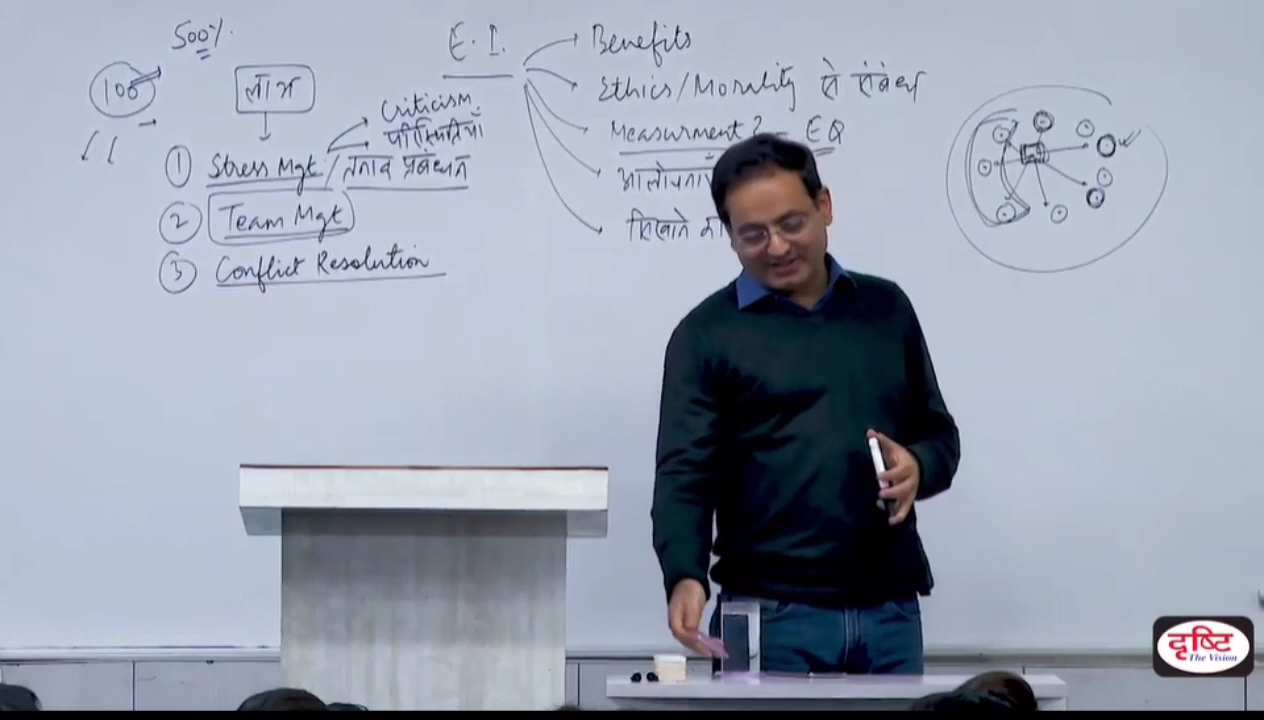 500%
100
लाभ
① Stress Mgt / तनाव प्रबंधन
Criticism
परिस्थितियाँ
② Team Mgt
③ Conflict Resolution
E. I.
Benefits
Ethics/Morality से संबंध
Measurment? - EQ
आलोचनाएँ
सिखाने का
दृष्टि
The Vision